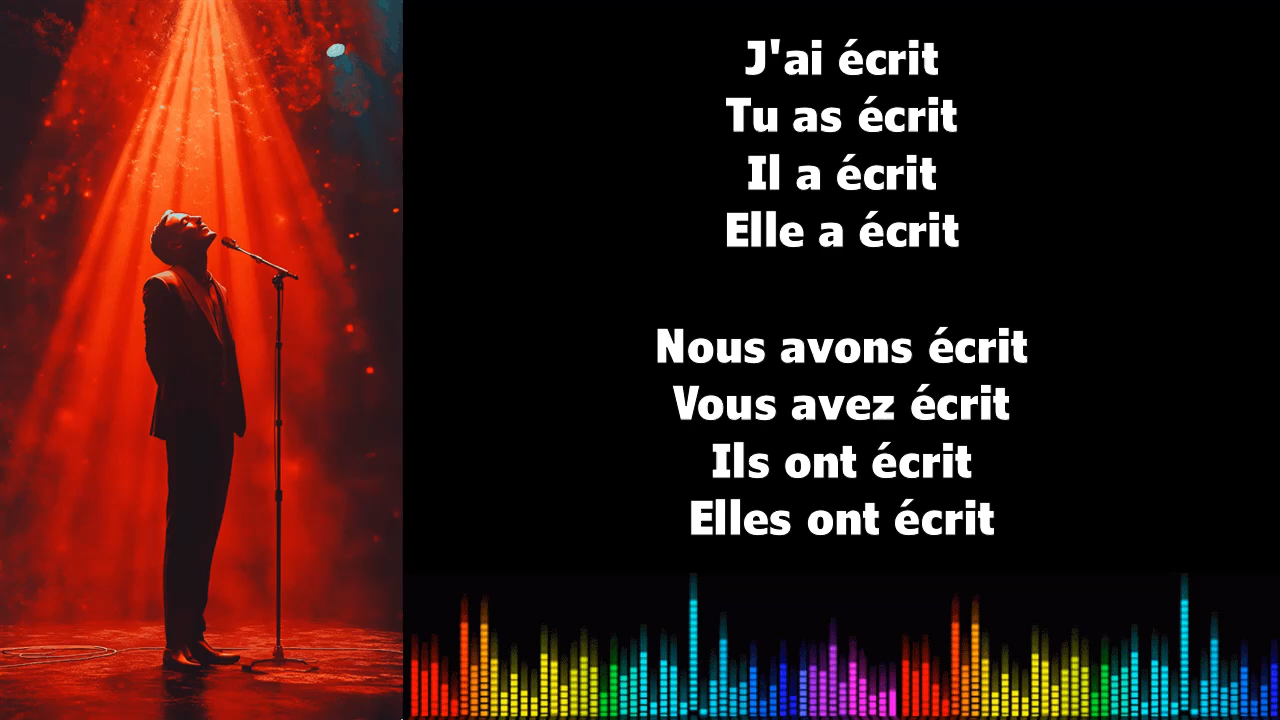 J'ai écrit
Tu as écrit
Il a écrit
Elle a écrit
Nous avons écrit
Vous avez écrit
Ils ont écrit
Elles ont écrit